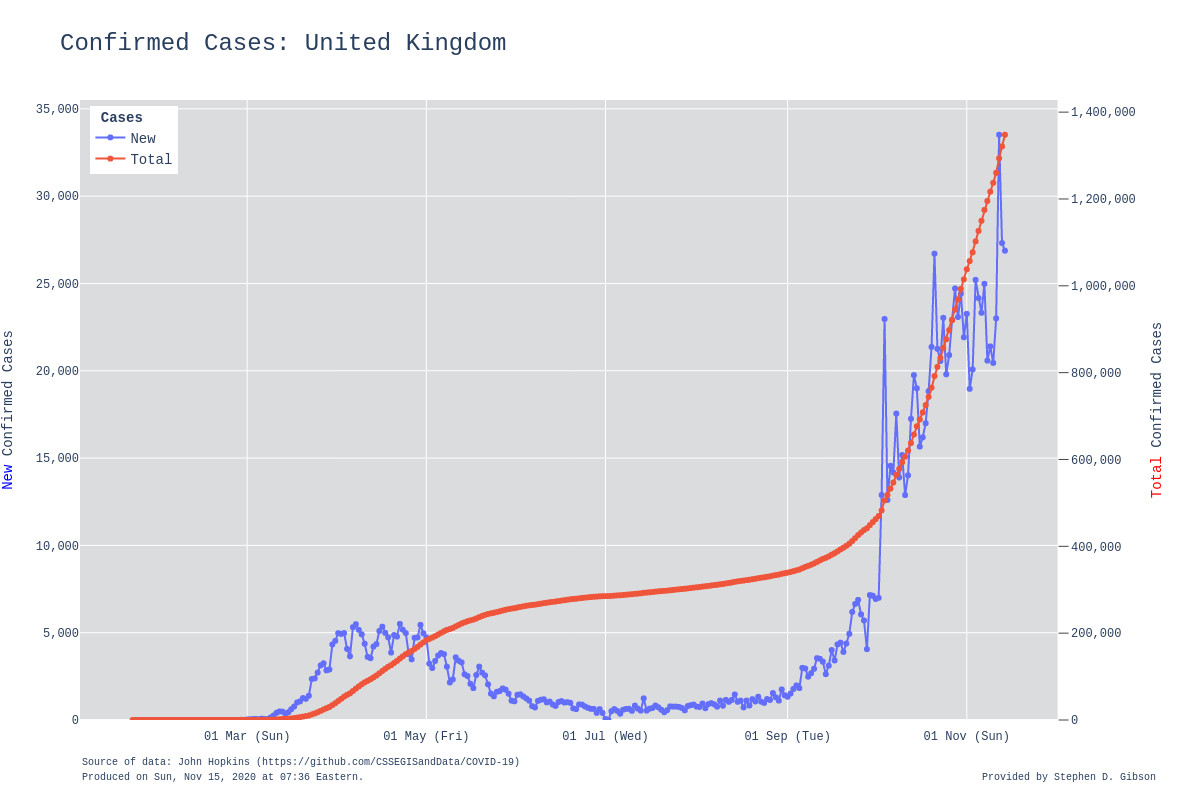 Confirmed Cases: United Kingdom
Cases
New
Total
35,000
30,000
25,000
20,000
15,000
10,000
5,000
0
New Confirmed Cases
1,400,000
1,200,000
1,000,000
800,000
600,000
400,000
200,000
0
Total Confirmed Cases
01 Mar (Sun)
01 May (Fri)
01 Jul (Wed)
01 Sep (Tue)
01 Nov (Sun)
Source of data: John Hopkins (https://github.com/CSSEGISandData/COVID-19)
Produced on Sun, Nov 15, 2020 at 07:36 Eastern.
Provided by Stephen D. Gibson